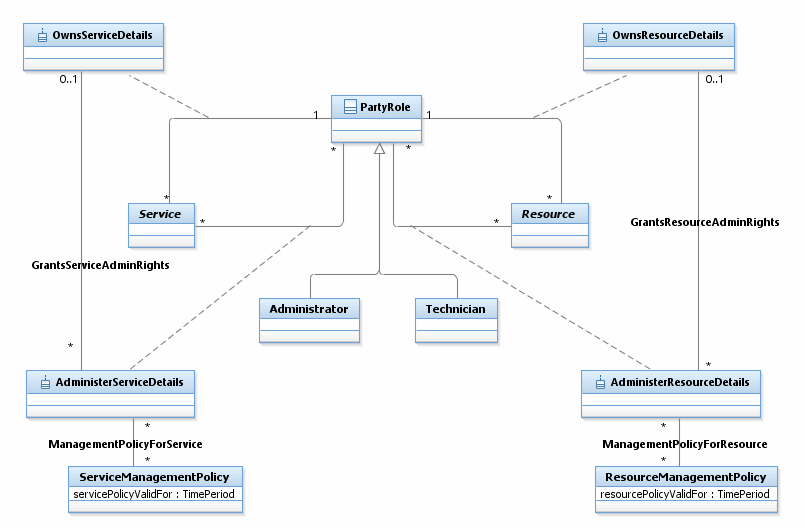 OwnsServiceDetails
OwnsResourceDetails
0..1
0..1
PartyRole
1
1
*
*
*
*
Service
Resource
*
*
GrantsResourceAdminRights
GrantsServiceAdminRights
Administrator
Technician
*
*
AdministerServiceDetails
AdministerResourceDetails
*
*
ManagementPolicyForService
ManagementPolicyForResource
*
*
ServiceManagementPolicy
ResourceManagementPolicy
servicePolicyValidFor : TimePeriod
resourcePolicyValidFor : TimePeriod